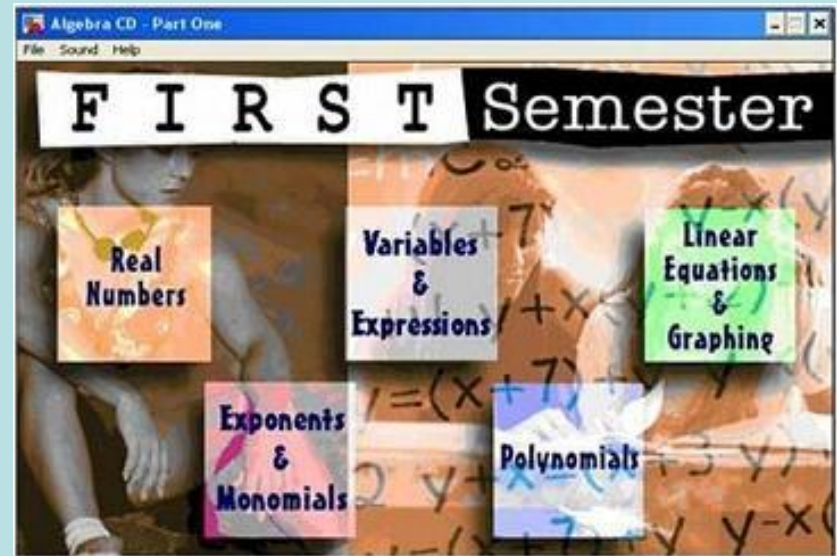 Algebra CD - Part One
File Sound Help
FIRST Semester
Real
Numbers
Variables
&
Expressions
Linear
Equations
&
Graphing
Exponents
&
Monomials
Polynomials